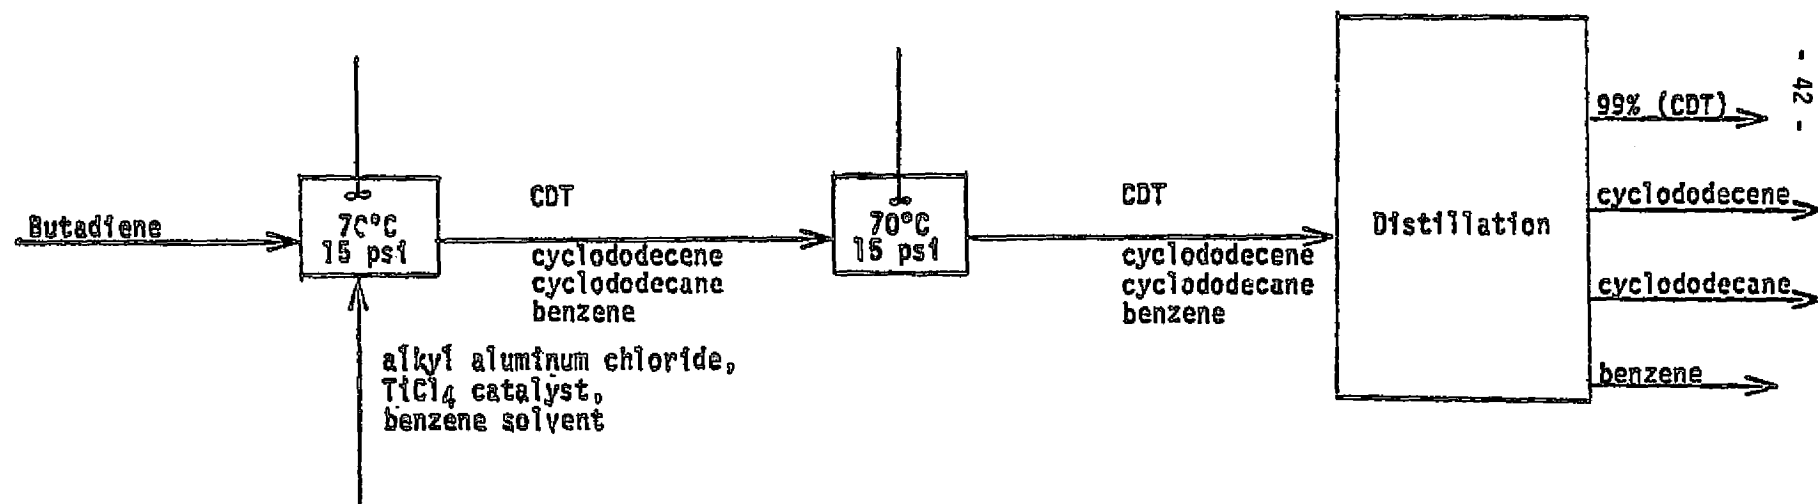 Butadiene
70°C
15 psi
CDT
cyclododecene
cyclododecane
benzene
alkyl aluminum chloride,
TiCl4 catalyst,
benzene solvent
70°C
15 psi
CDT
cyclododecene
cyclododecane
benzene
Distillation
99% (CDT)
cyclododecene
cyclododecane
benzene
- 42 -